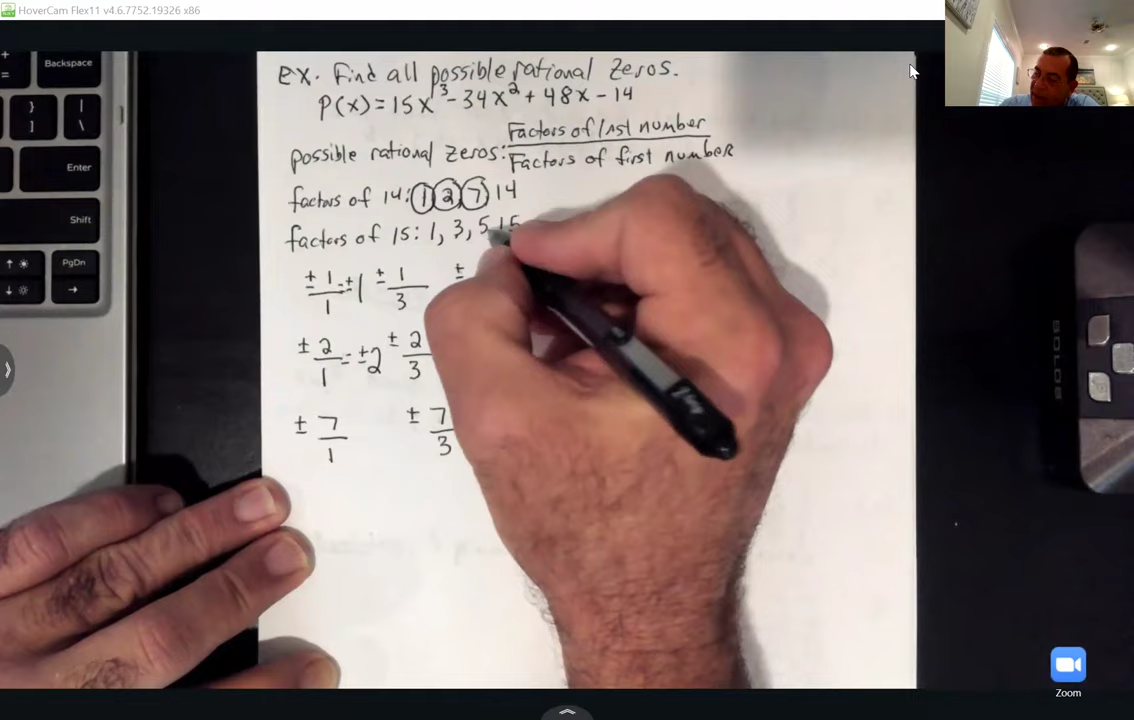 HoverCam Flex11 v4.6.7752.19326 x86
ex. Find all possible rational zeros.
P(x) = 15x³ - 34x² + 48x - 14
possible rational zeros: Factors of last number
Factors of first number
factors of 14: 1 2 7 14
factors of 15: 1, 3, 5, 15
± 1/1 = ±1 ± 1/3 ±
± 2/1 = ±2 ± 2/3
± 7/1 ± 7/3
+
=
Backspace
}
]
|
\
Enter
Shift
PgDn
Zoom